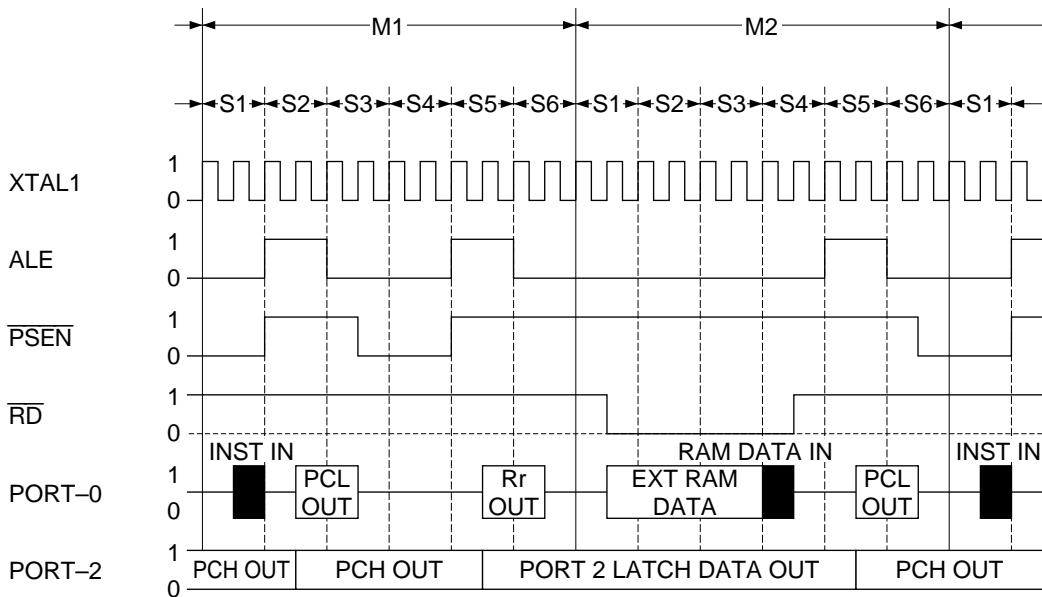 M1 M2
S1 S2 S3 S4 S5 S6 S1 S2 S3 S4 S5 S6 S1
XTAL1 1 0
ALE 1 0
PSEN 1 0
RD 1 0
INST IN RAM DATA IN INST IN
PORT–0 1 0 PCL OUT Rr OUT EXT RAM DATA PCL OUT
PORT–2 1 0 PCH OUT PCH OUT PORT 2 LATCH DATA OUT PCH OUT